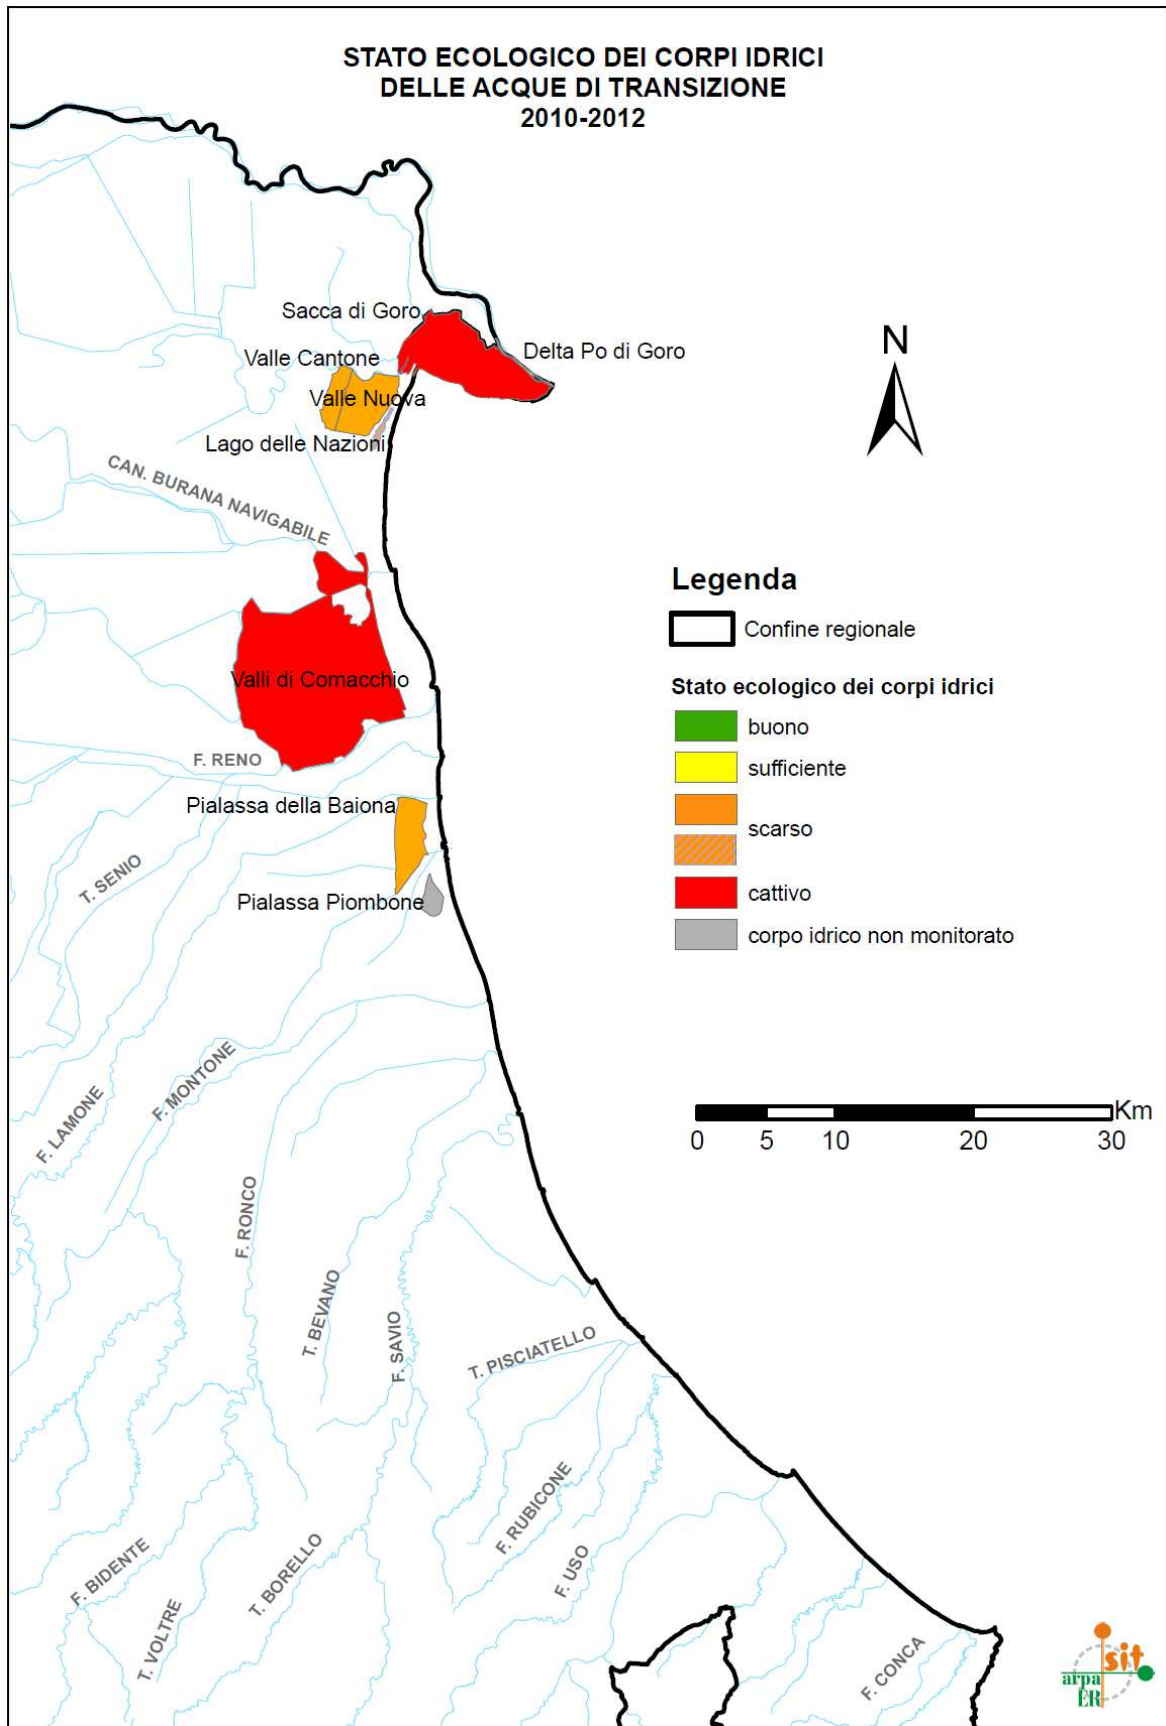 STATO ECOLOGICO DEI CORPI IDRICI
DELLE ACQUE DI TRANSIZIONE
2010-2012
Sacca di Goro
Delta Po di Goro
Valle Cantone
Valle Nuova
Lago delle Nazioni
CAN. BURANA NAVIGABILE
Valli di Comacchio
F. RENO
Pialassa della Baiona
T. SENIO
Pialassa Piombone
F. LAMONE
F. MONTONE
F. RONCO
T. BEVANO
F. SAVIO
T. PISCIATELLO
F. RUBICONE
F. USO
F. BIDENTE
T. VOLTRE
T. BORELLO
F. CONCA
N
Legenda
Confine regionale
Stato ecologico dei corpi idrici
buono
sufficiente
scarso
cattivo
corpo idrico non monitorato
Km
0 5 10 20 30
sit
arpa
ER